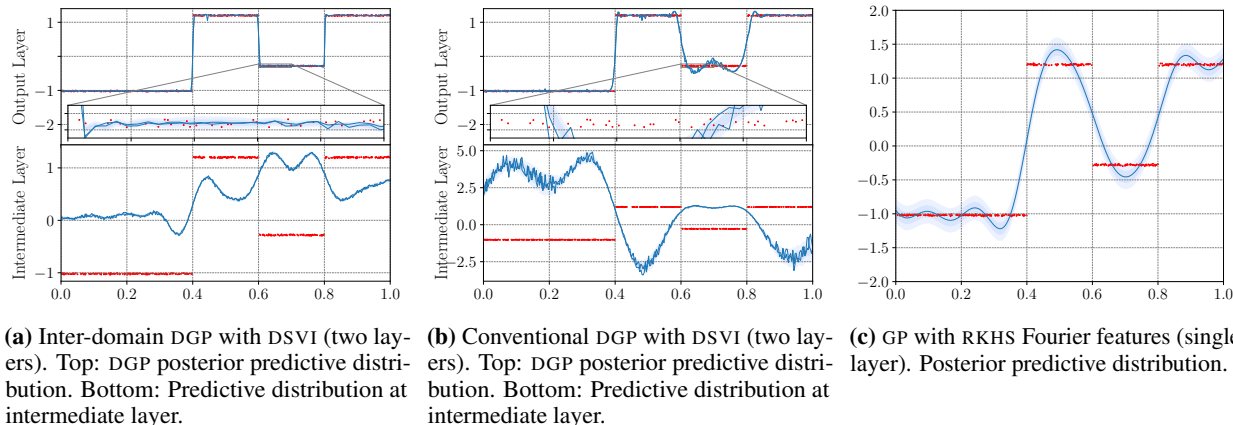 Output Layer
1
−1
−2
Intermediate Layer
1
0
−1
0.0 0.2 0.4 0.6 0.8 1.0
(a) Inter-domain DGP with DSVI (two lay-
ers). Top: DGP posterior predictive distri-
bution. Bottom: Predictive distribution at
intermediate layer.
Output Layer
1
−1
−2
Intermediate Layer
5.0
2.5
0.0
−2.5
0.0 0.2 0.4 0.6 0.8 1.0
(b) Conventional DGP with DSVI (two lay-
ers). Top: DGP posterior predictive distri-
bution. Bottom: Predictive distribution at
intermediate layer.
2.0
1.5
1.0
0.5
0.0
−0.5
−1.0
−1.5
−2.0
0.0 0.2 0.4 0.6 0.8 1.0
(c) GP with RKHS Fourier features (single
layer). Posterior predictive distribution.